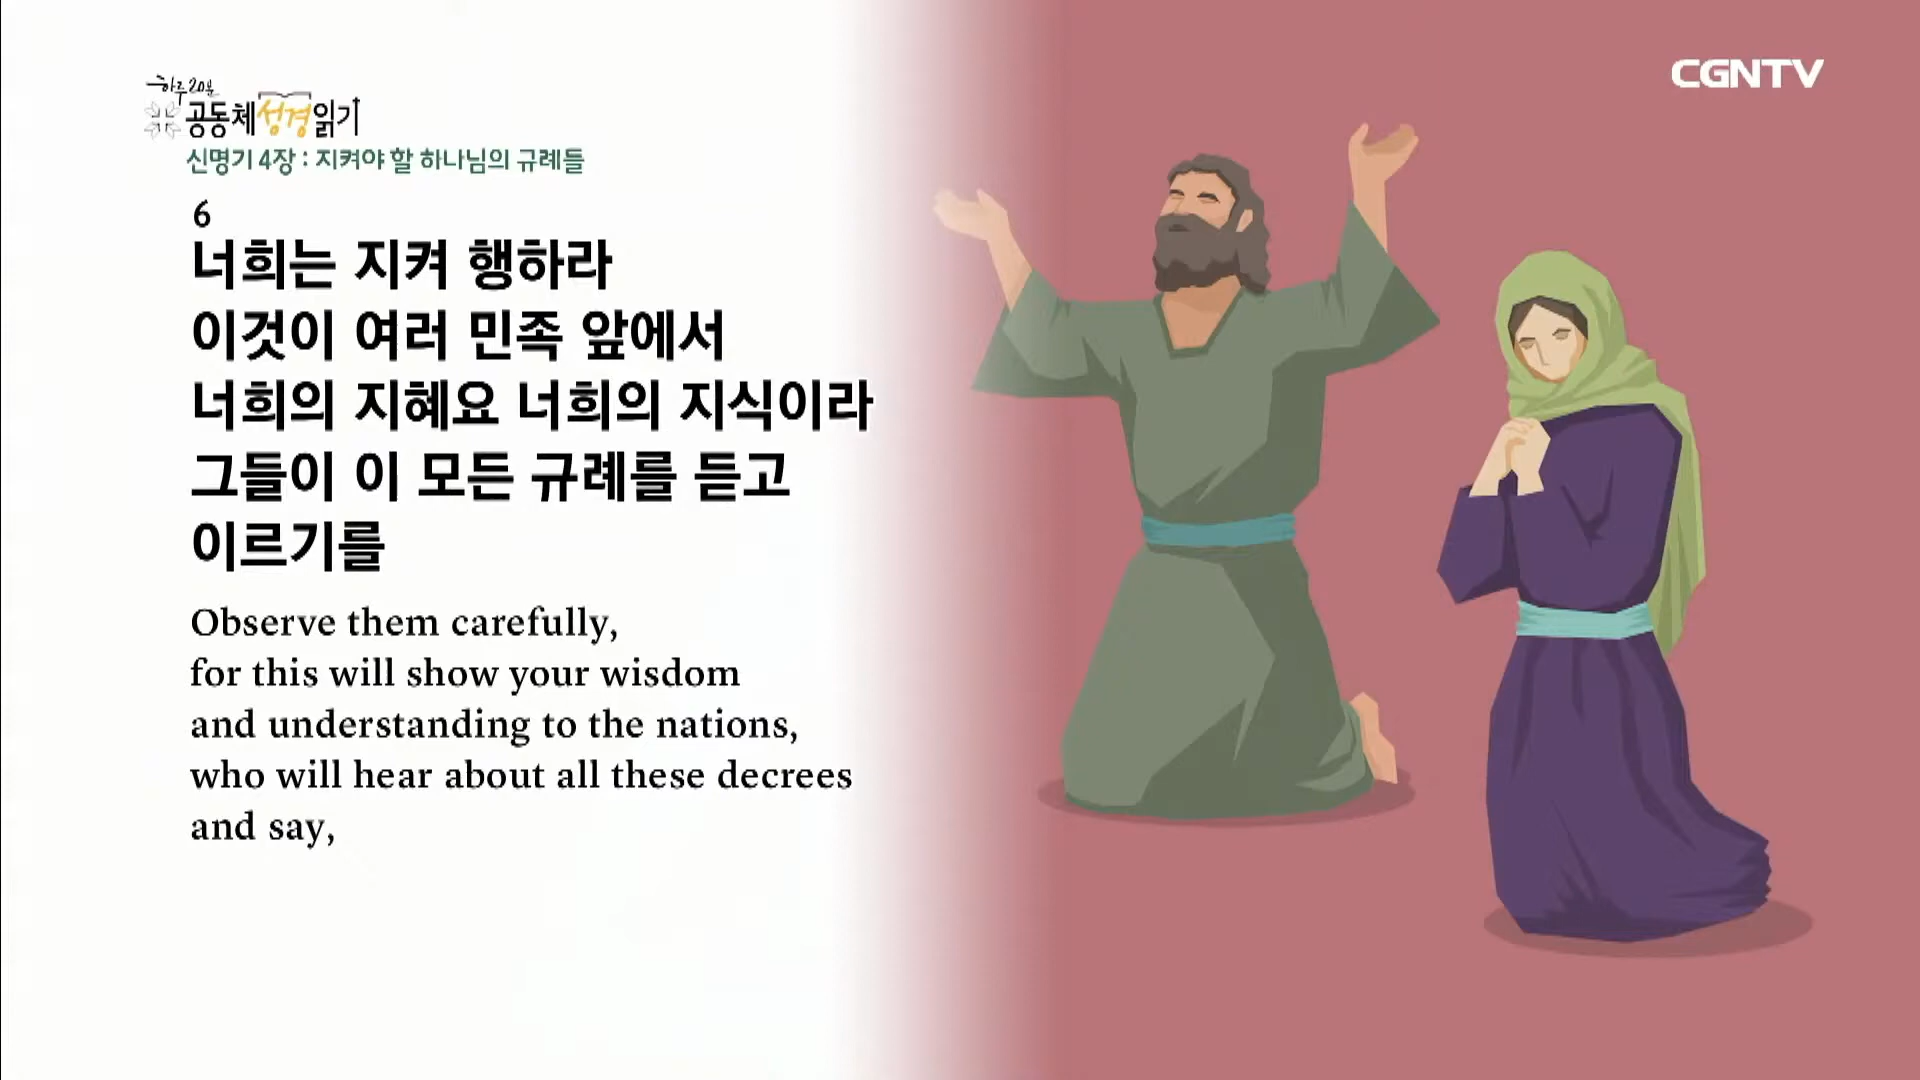 하루 20분
공동체성경읽기
CGNTV
신명기 4장 : 지켜야 할 하나님의 규례들
6
너희는 지켜 행하라
이것이 여러 민족 앞에서
너희의 지혜요 너희의 지식이라
그들이 이 모든 규례를 듣고
이르기를
Observe them carefully,
for this will show your wisdom
and understanding to the nations,
who will hear about all these decrees
and say,